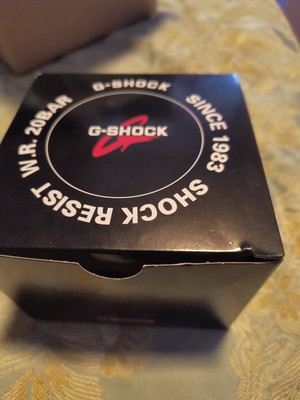 G-SHOCK
SINCE 1983
SHOCK RESIST
W.R. 20BAR
G-SHOCK